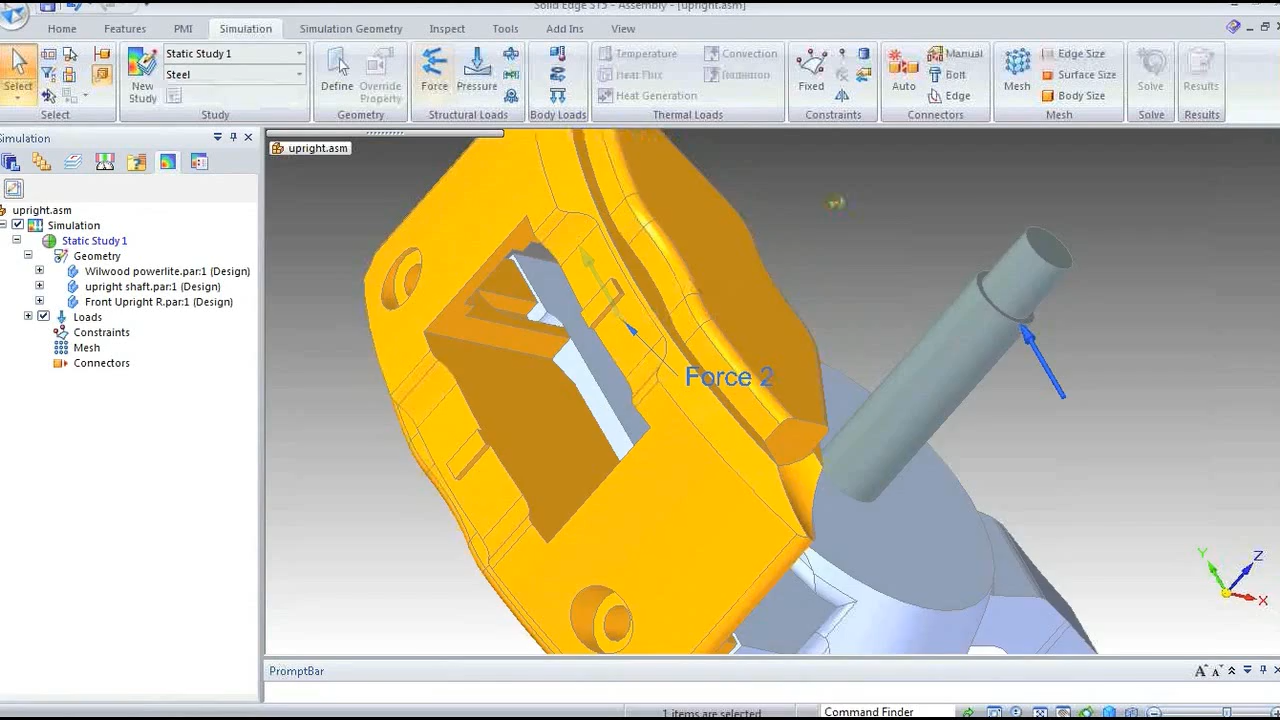 Solid Edge ST5 - Assembly - [upright.asm]
Home Features PMI Simulation Simulation Geometry Inspect Tools Add Ins View
Select
Select
New Study
Static Study 1
Steel
Study
Define
Override Property
Geometry
Force
Pressure
Structural Loads
Body Loads
Temperature
Heat Flux
Heat Generation
Convection
Radiation
Thermal Loads
Fixed
Constraints
Auto
Manual
Bolt
Edge
Connectors
Mesh
Edge Size
Surface Size
Body Size
Mesh
Solve
Solve
Results
Results
Simulation
upright.asm
Simulation
Static Study 1
Geometry
Wilwood powerlite.par:1 (Design)
upright shaft.par:1 (Design)
Front Upright R.par:1 (Design)
Loads
Constraints
Mesh
Connectors
upright.asm
Force 2
Y
Z
X
PromptBar
A A
1 items are selected
Command Finder